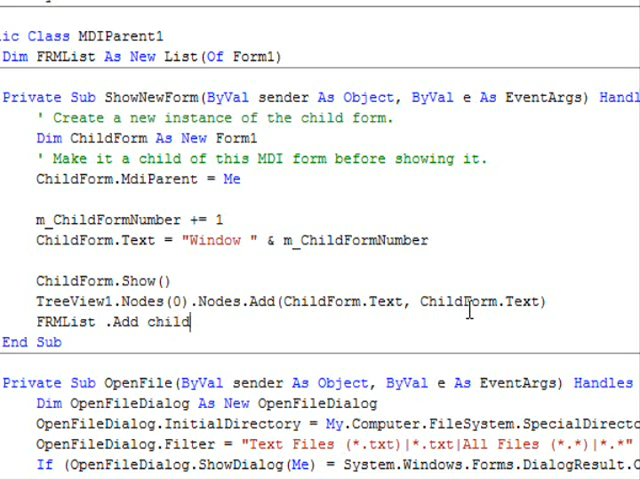 ic Class MDIParent1
Dim FRMList As New List(Of Form1)
Private Sub ShowNewForm(ByVal sender As Object, ByVal e As EventArgs) Handl
' Create a new instance of the child form.
Dim ChildForm As New Form1
' Make it a child of this MDI form before showing it.
ChildForm.MdiParent = Me
m_ChildFormNumber += 1
ChildForm.Text = "Window " & m_ChildFormNumber
ChildForm.Show()
TreeView1.Nodes(0).Nodes.Add(ChildForm.Text, ChildForm.Text)
FRMList .Add child
End Sub
Private Sub OpenFile(ByVal sender As Object, ByVal e As EventArgs) Handles
Dim OpenFileDialog As New OpenFileDialog
OpenFileDialog.InitialDirectory = My.Computer.FileSystem.SpecialDirecto
OpenFileDialog.Filter = "Text Files (*.txt)|*.txt|All Files (*.*)|*.*"
If (OpenFileDialog.ShowDialog(Me) = System.Windows.Forms.DialogResult.O